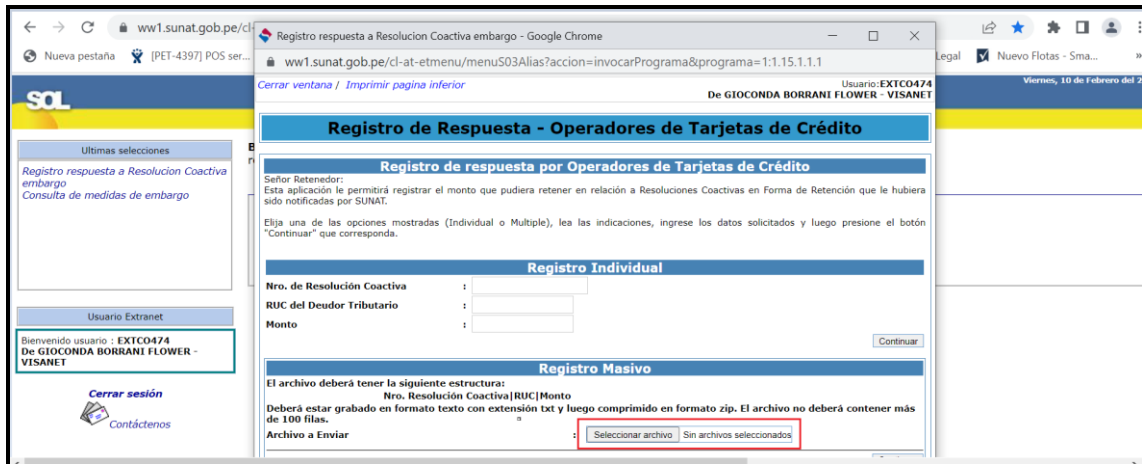 ww1.sunat.gob.pe/cl-
Registro respuesta a Resolucion Coactiva embargo - Google Chrome
Nueva pestaña [PET-4397] POS ser...
ww1.sunat.gob.pe/cl-at-etmenu/menuS03Alias?accion=invocarPrograma&programa=1:1.15.1.1.1
Legal Nuevo Flotas - Sma... »
SOL
Cerrar ventana / Imprimir pagina inferior
Usuario:EXTCO474
De GIOCONDA BORRANI FLOWER - VISANET
Viernes, 10 de Febrero del 2
Registro de Respuesta - Operadores de Tarjetas de Crédito
Ultimas selecciones
Registro respuesta a Resolucion Coactiva embargo
Consulta de medidas de embargo
Registro de respuesta por Operadores de Tarjetas de Crédito
Señor Retenedor:
Esta aplicación le permitirá registrar el monto que pudiera retener en relación a Resoluciones Coactivas en Forma de Retención que le hubiera
sido notificadas por SUNAT.
Elija una de las opciones mostradas (Individual o Multiple), lea las indicaciones, ingrese los datos solicitados y luego presione el botón
"Continuar" que corresponda.
Registro Individual
Nro. de Resolución Coactiva :
RUC del Deudor Tributario :
Monto :
Continuar
Usuario Extranet
Bienvenido usuario : EXTCO474
De GIOCONDA BORRANI FLOWER -
VISANET
Cerrar sesión
Contáctenos
Registro Masivo
El archivo deberá tener la siguiente estructura:
Nro. Resolución Coactiva|RUC|Monto
Deberá estar grabado en formato texto con extensión txt y luego comprimido en formato zip. El archivo no deberá contener más
de 100 filas.
Archivo a Enviar : Seleccionar archivo Sin archivos seleccionados